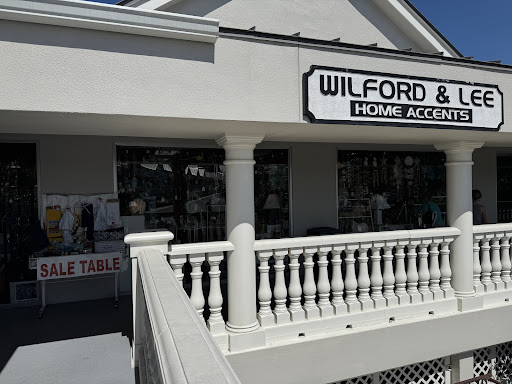 WILFORD & LEE
HOME ACCENTS
SALE TABLE